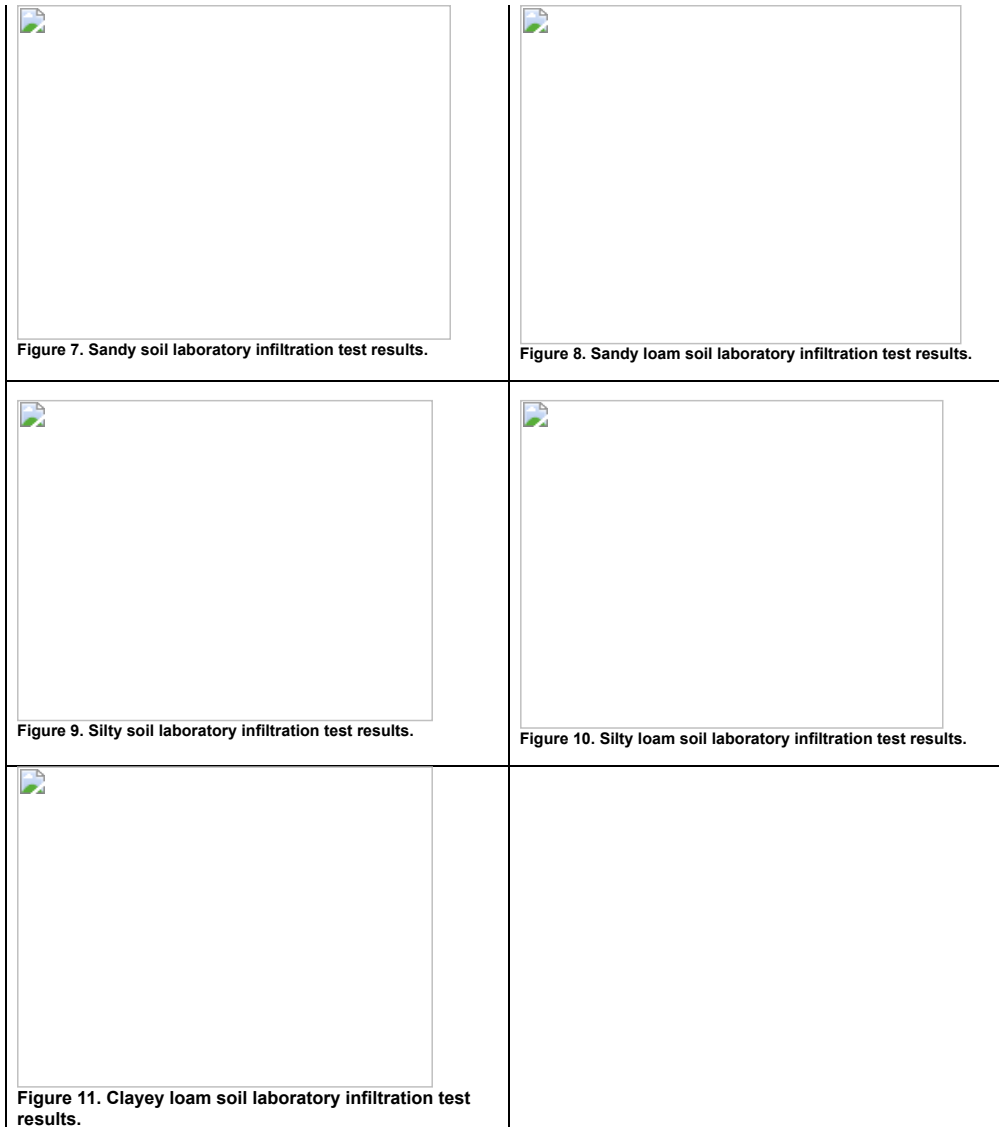 Figure 7. Sandy soil laboratory infiltration test results.
Figure 8. Sandy loam soil laboratory infiltration test results.
Figure 9. Silty soil laboratory infiltration test results.
Figure 10. Silty loam soil laboratory infiltration test results.
Figure 11. Clayey loam soil laboratory infiltration test
results.